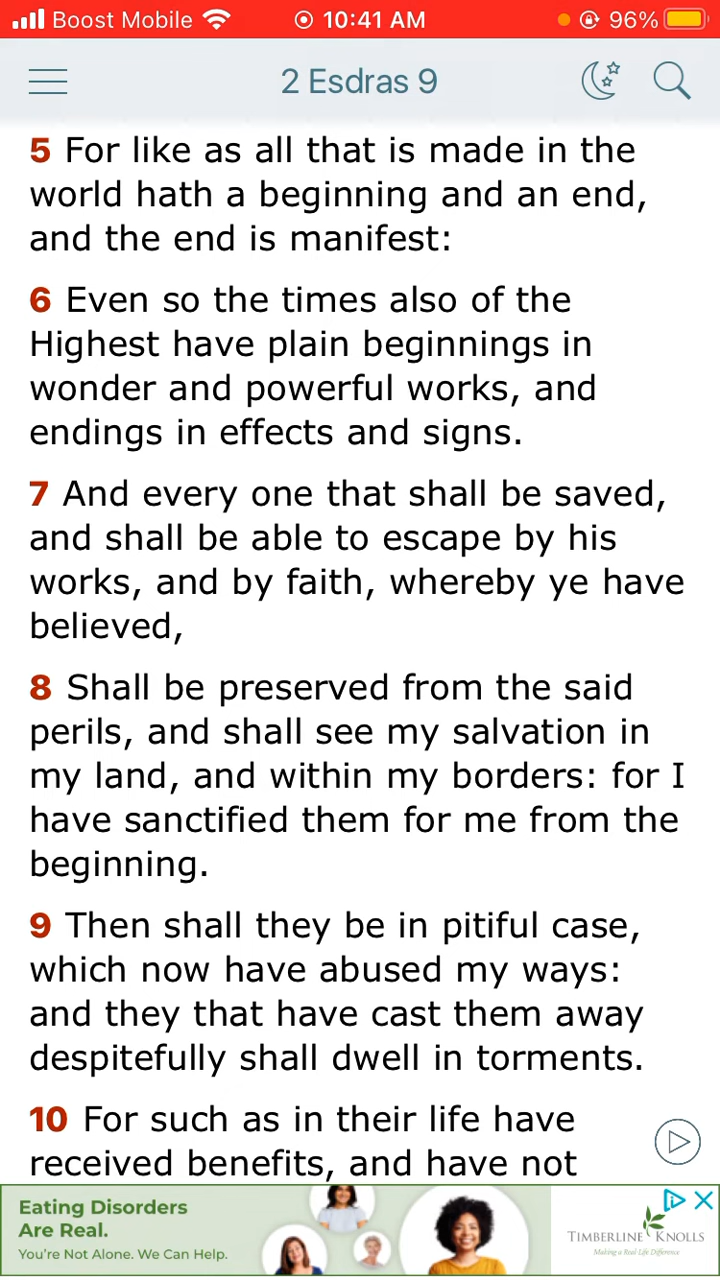 Boost Mobile 10:41 AM 96%
2 Esdras 9
5 For like as all that is made in the
world hath a beginning and an end,
and the end is manifest:
6 Even so the times also of the
Highest have plain beginnings in
wonder and powerful works, and
endings in effects and signs.
7 And every one that shall be saved,
and shall be able to escape by his
works, and by faith, whereby ye have
believed,
8 Shall be preserved from the said
perils, and shall see my salvation in
my land, and within my borders: for I
have sanctified them for me from the
beginning.
9 Then shall they be in pitiful case,
which now have abused my ways:
and they that have cast them away
despitefully shall dwell in torments.
10 For such as in their life have
received benefits, and have not
Eating Disorders
Are Real.
You're Not Alone. We Can Help.
TIMBERLINE KNOLLS
Making a Real Life Difference